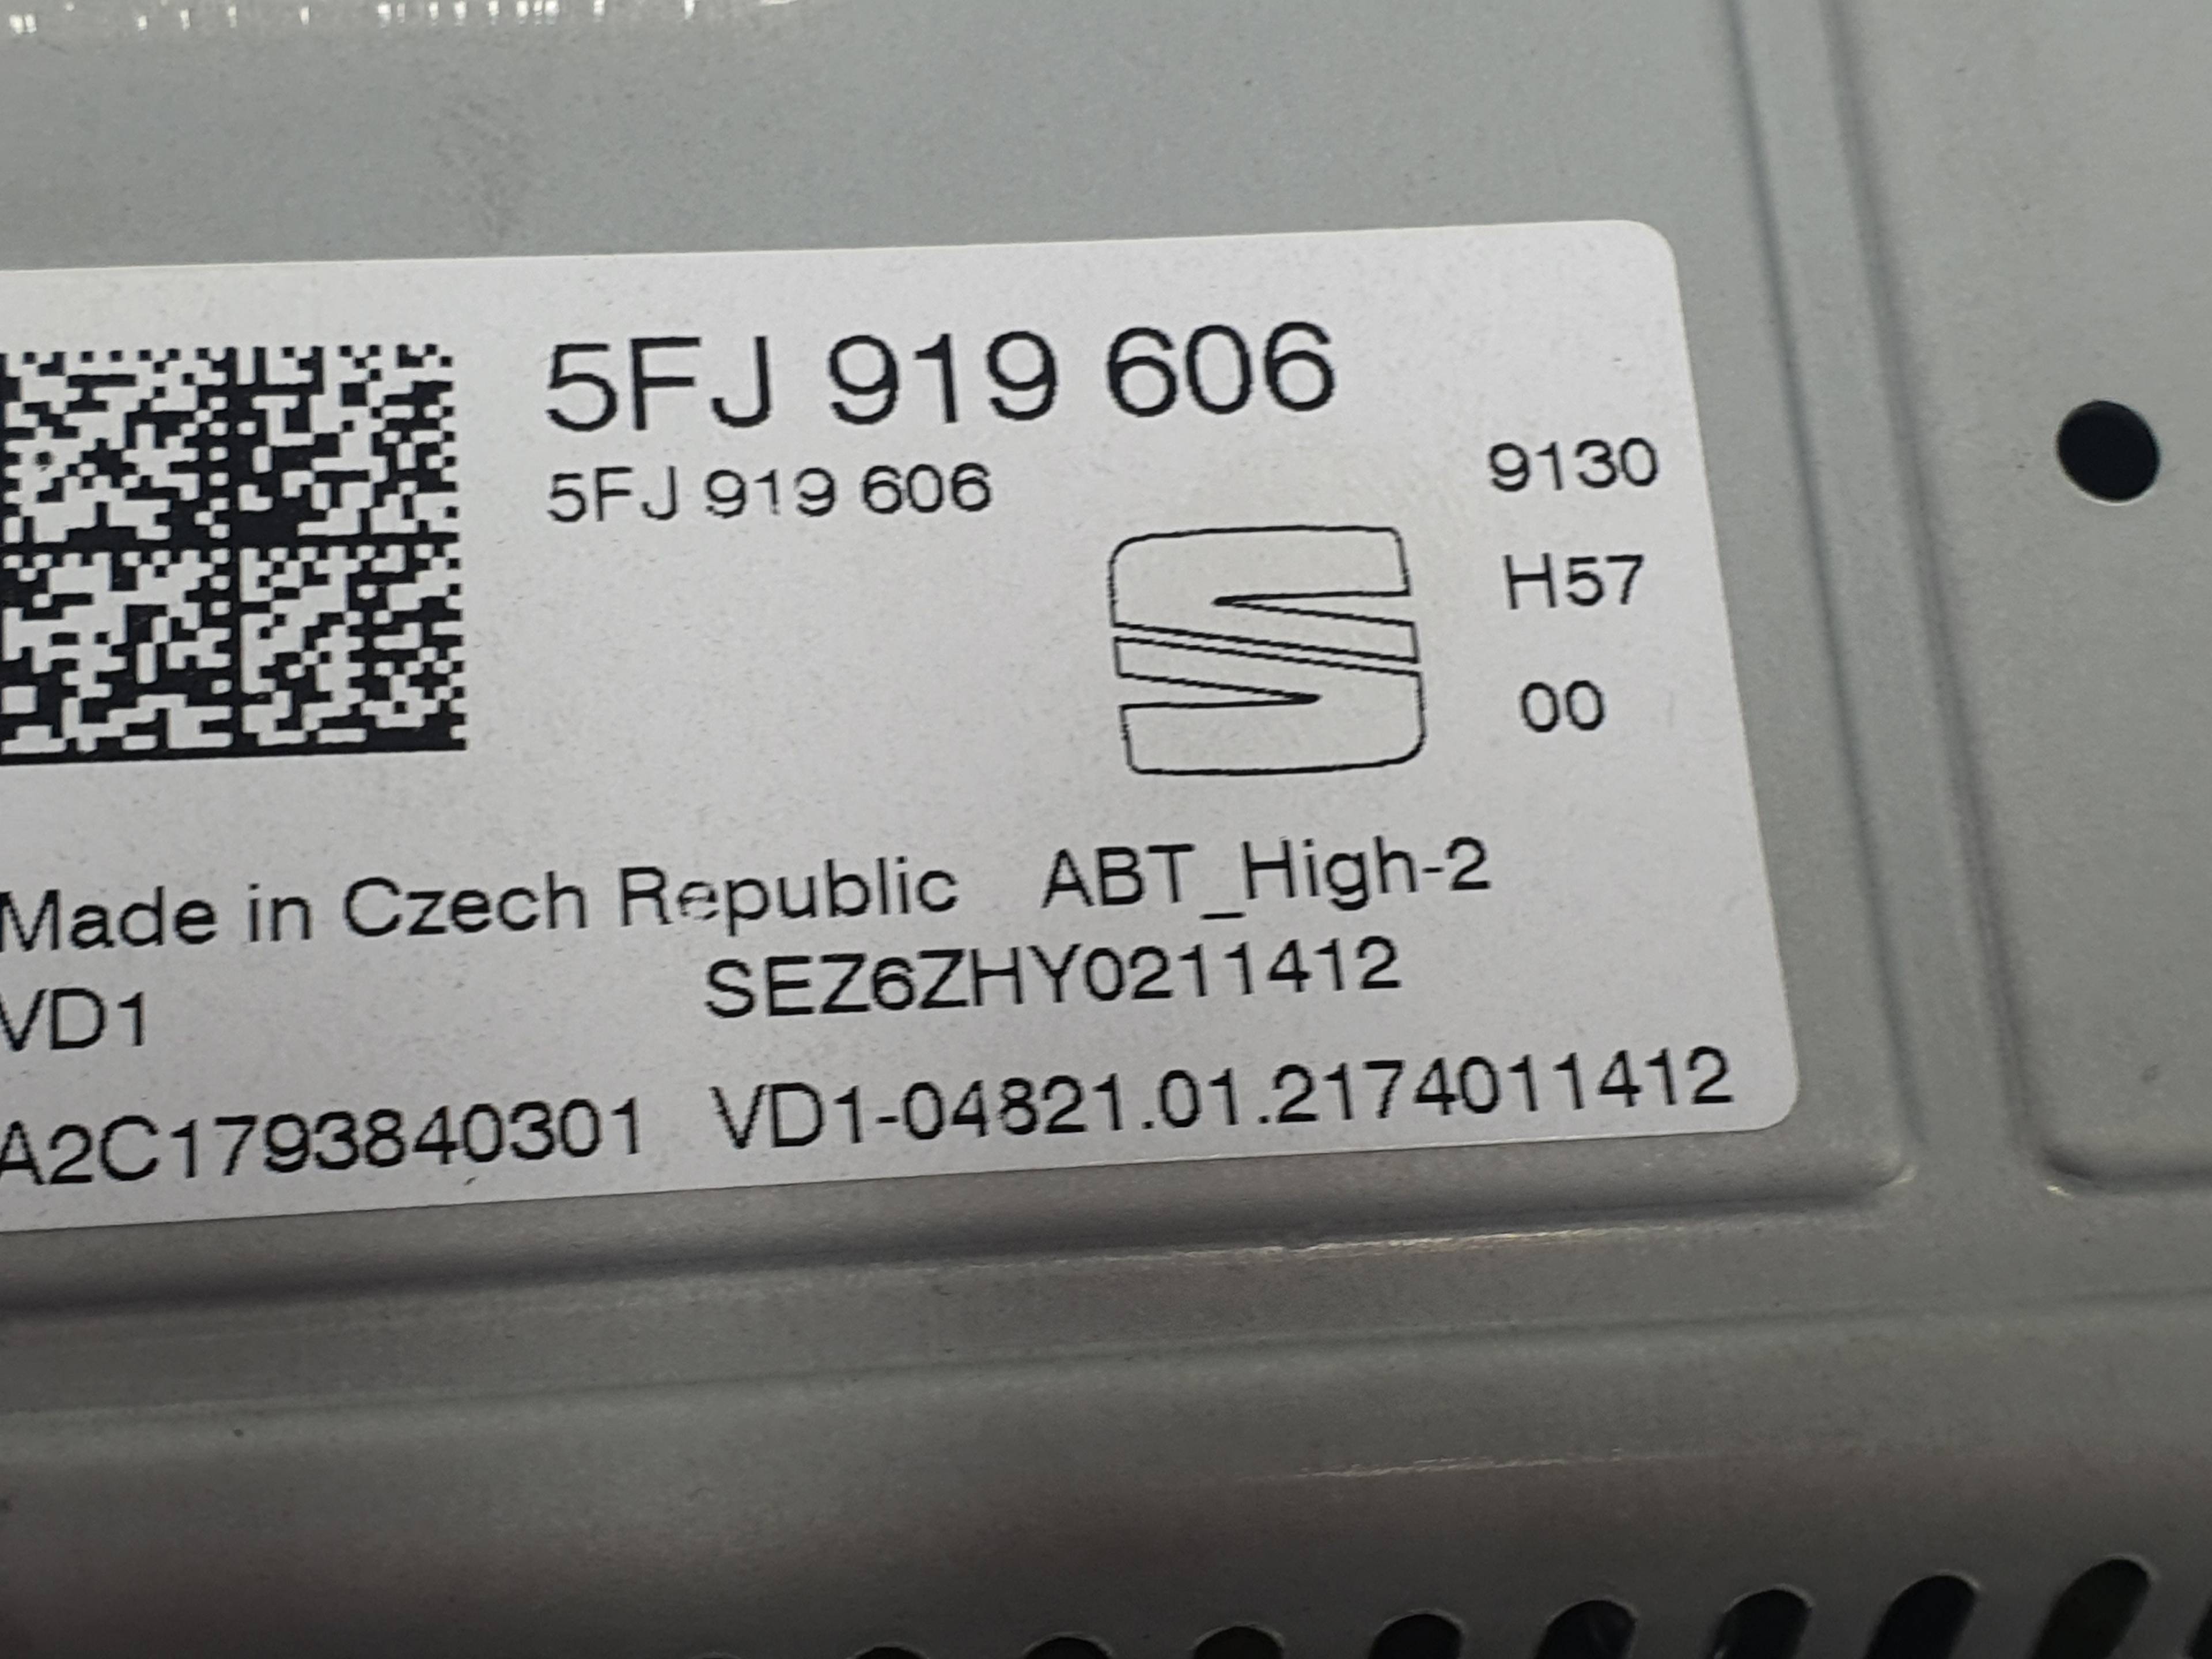 5FJ 919 606
5FJ 919 606
9130
H57
00
Made in Czech Republic ABT_High-2
SEZ6ZHY0211412
VD1
A2C1793840301 VD1-04821.01.2174011412